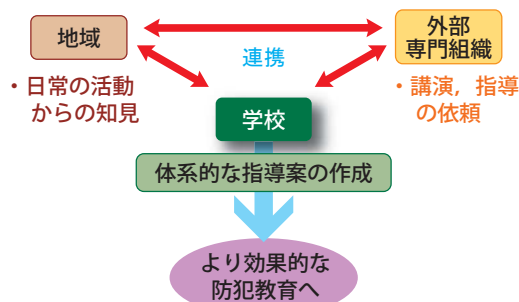 地域
外部
専門組織
連携
・日常の活動
からの知見
・講演，指導
の依頼
学校
体系的な指導案の作成
より効果的な
防犯教育へ